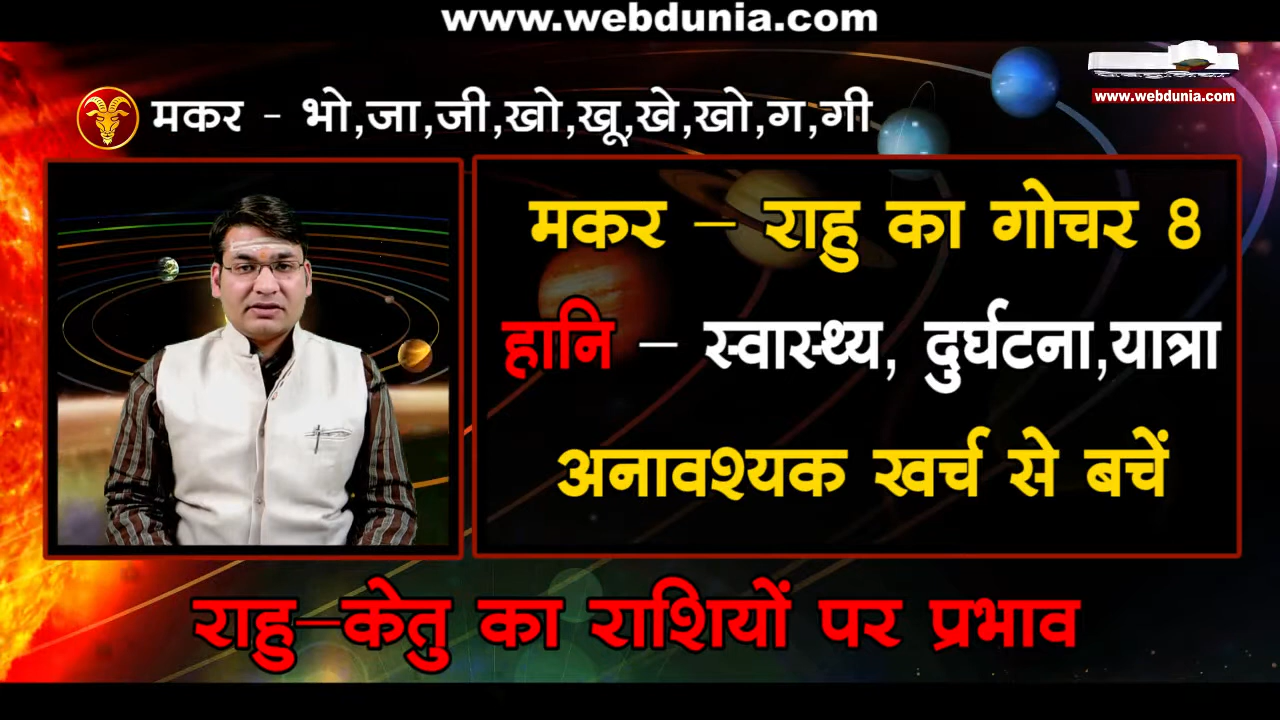 www.webdunia.com
www.webdunia.com
मकर - भो,जा,जी,खो,खू,खे,खो,ग,गी
मकर - राहु का गोचर 8
हानि - स्वास्थ्य, दुर्घटना,यात्रा
अनावश्यक खर्च से बचें
राहु-केतु का राशियों पर प्रभाव